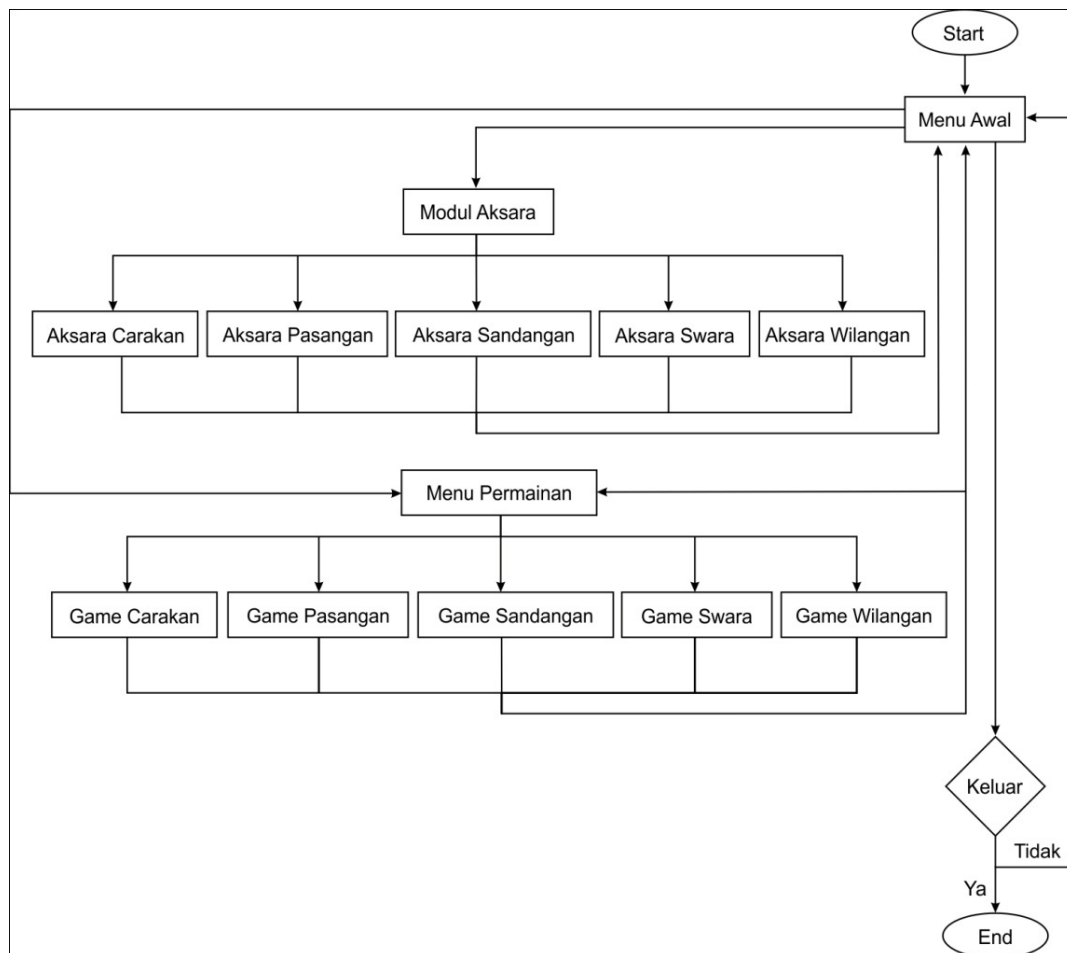 Start
Menu Awal
Modul Aksara
Aksara Carakan
Aksara Pasangan
Aksara Sandangan
Aksara Swara
Aksara Wilangan
Menu Permainan
Game Carakan
Game Pasangan
Game Sandangan
Game Swara
Game Wilangan
Keluar
Tidak
Ya
End